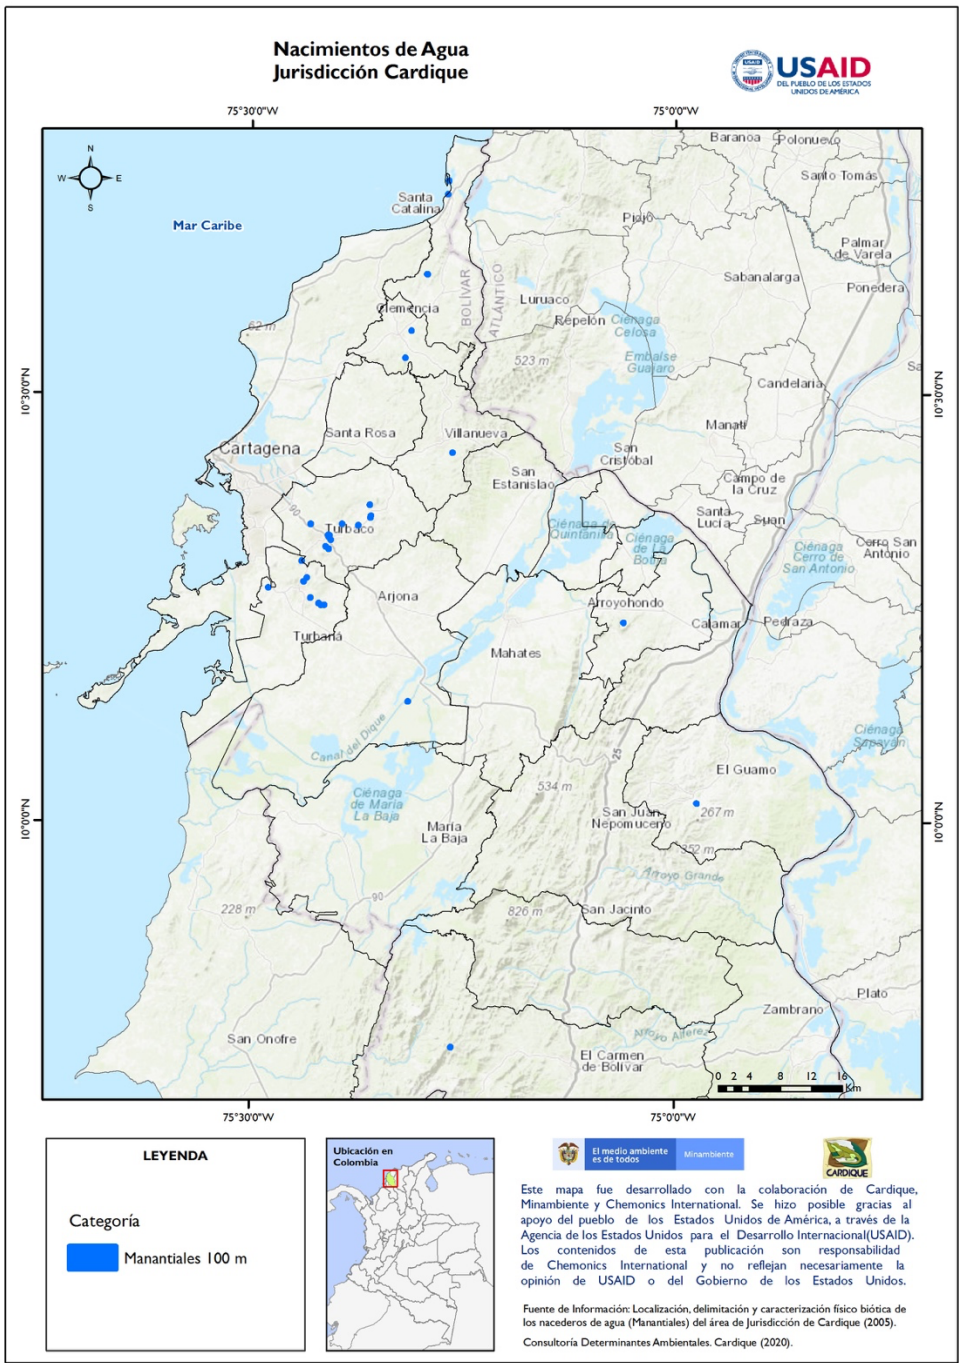 Nacimientos de Agua
Jurisdicción Cardique
USAID
DEL PUEBLO DE LOS ESTADOS
UNIDOS DE AMÉRICA
75°30'0"W
75°0'0"W
N
W
E
S
Mar Caribe
Baranoa
Polonuevo
Santo Tomás
Santa
Catalina
Piojó
Palmar
de Varela
Sabanalarga
Ponedera
BOLÍVAR
ATLÁNTICO
Luruaco
Clemencia
Repelón
Ciénaga
Celosa
62 m
Embalse
Guajaro
523 m
Sa
Candelaria
10°30'0"N
10°30'0"N
Manatí
Santa Rosa
Villanueva
Cartagena
San
Cristóbal
San
Estanislao
Campo de
la Cruz
90
Santa
Lucía
Suan
Turbaco
Ciénaga de
Quintanilla
Ciénaga
de La
Botija
Cerro San
Antonio
Ciénaga
Cerro de
San Antonio
Arjona
Arroyohondo
Calamar
Pedraza
Turbaná
Mahates
Canal del Dique
Ciénaga
Sapayán
25
El Guamo
534 m
Ciénaga
de María
La Baja
San Juan
Nepomuceno
267 m
10°0'0"N
10°0'0"N
María
La Baja
352 m
Arroyo Grande
90
228 m
826 m
San Jacinto
Plato
Zambrano
San Onofre
Arroyo Alferez
El Carmen
de Bolívar
0 2 4 8 12 16
Km
75°30'0"W
75°0'0"W
LEYENDA
Categoría
Manantiales 100 m
Ubicación en
Colombia
El medio ambiente
es de todos
Minambiente
CARDIQUE
Este mapa fue desarrollado con la colaboración de Cardique,
Minambiente y Chemonics International. Se hizo posible gracias al
apoyo del pueblo de los Estados Unidos de América, a través de la
Agencia de los Estados Unidos para el Desarrollo Internacional(USAID).
Los contenidos de esta publicación son responsabilidad
de Chemonics International y no reflejan necesariamente la
opinión de USAID o del Gobierno de los Estados Unidos.
Fuente de Información: Localización, delimitación y caracterización físico biótica de
los nacederos de agua (Manantiales) del área de Jurisdicción de Cardique (2005).
Consultoría Determinantes Ambientales. Cardique (2020).